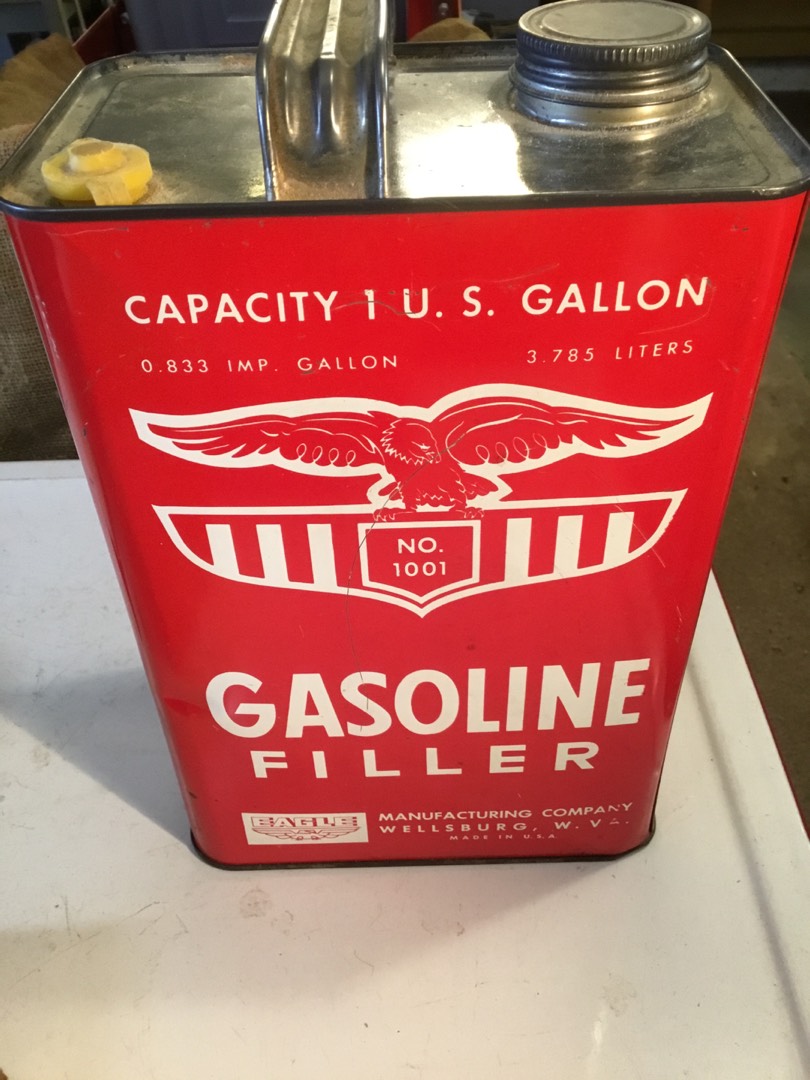 CAPACITY 1 U. S. GALLON
0.833 IMP. GALLON 3.785 LITERS
NO.
1001
GASOLINE
FILLER
EAGLE MANUFACTURING COMPANY
WELLSBURG, W. VA.
MADE IN U.S.A.